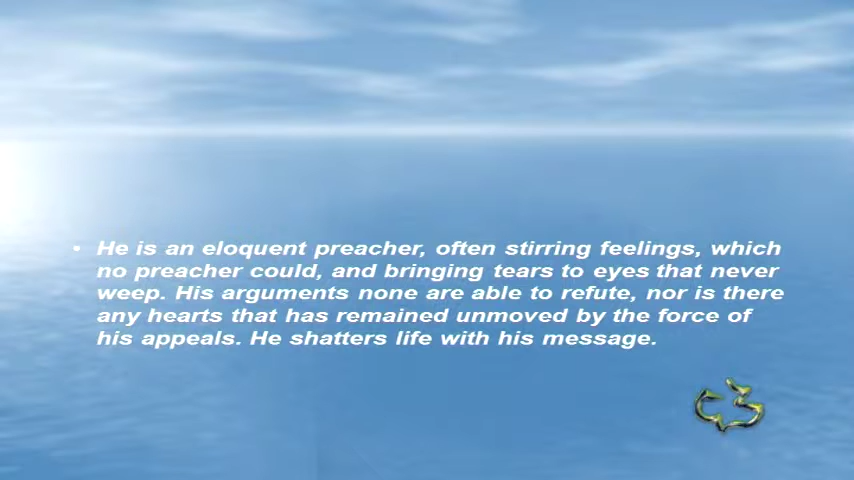 • He is an eloquent preacher, often stirring feelings, which
no preacher could, and bringing tears to eyes that never
weep. His arguments none are able to refute, nor is there
any hearts that has remained unmoved by the force of
his appeals. He shatters life with his message.